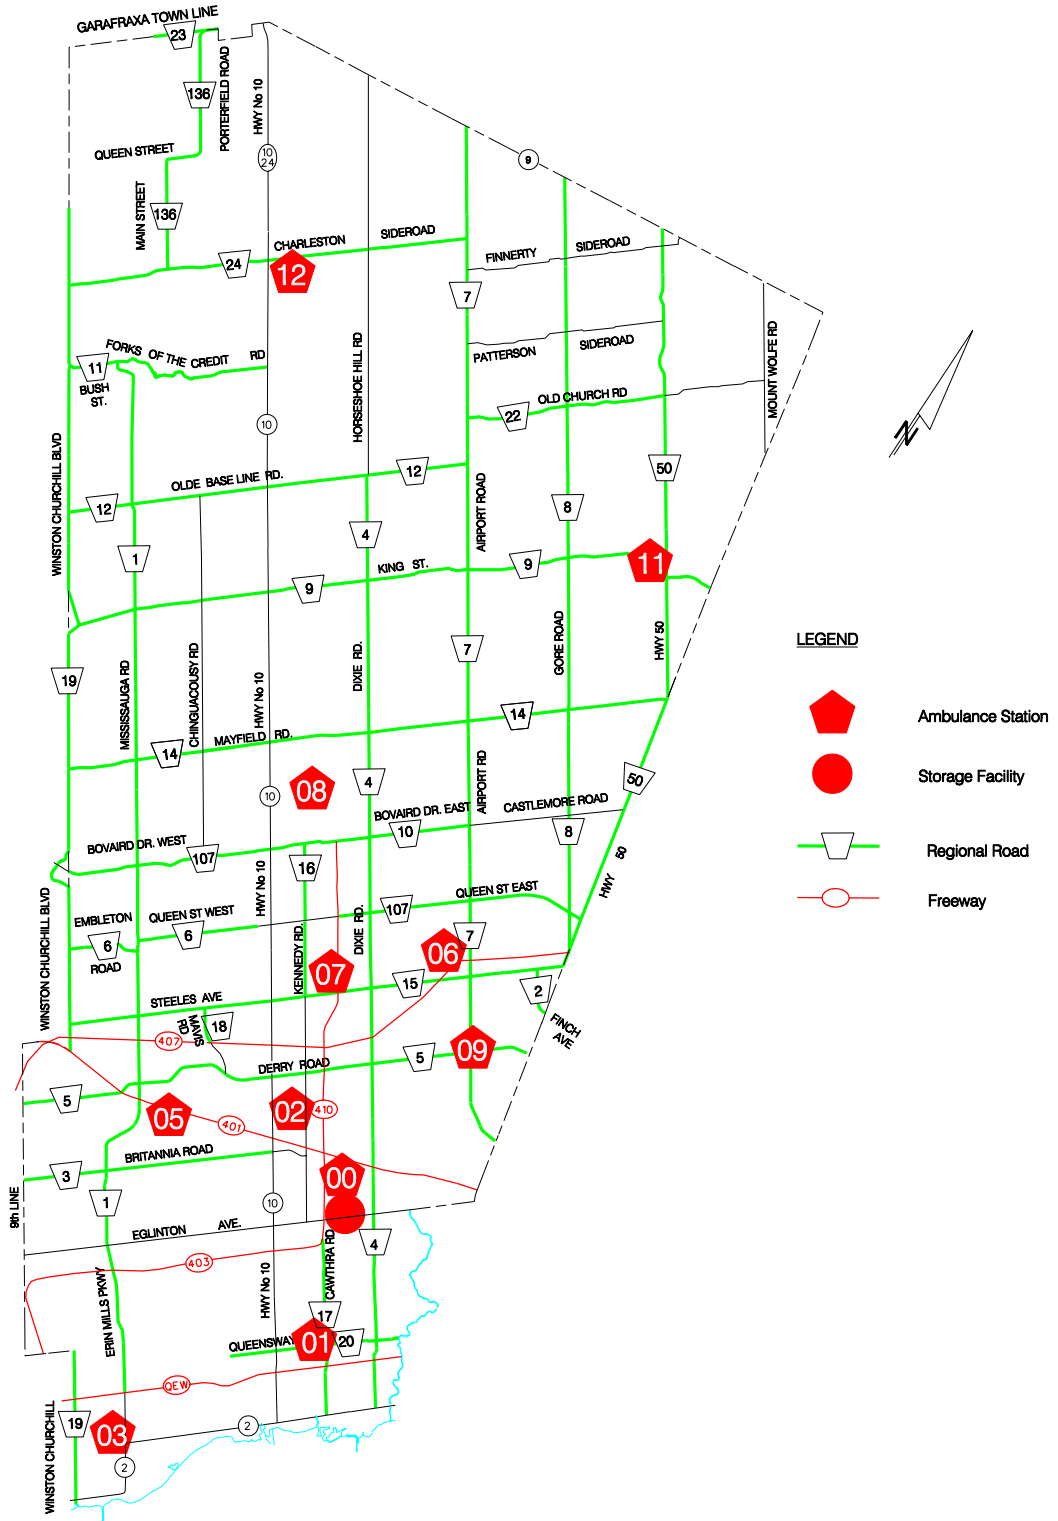 GARAFRAXA TOWN LINE
23
136
PORTERFIELD ROAD
HWY No 10
QUEEN STREET
10
24
9
MAIN STREET
136
CHARLESTON SIDEROAD
24
12
FINNERTY SIDEROAD
7
FORKS OF THE CREDIT RD
11
BUSH
ST.
HORSESHOE HILL RD
PATTERSON SIDEROAD
MOUNT WOLFE RD
OLD CHURCH RD
22
10
N
WINSTON CHURCHILL BLVD
OLDE BASE LINE RD.
12
12
50
AIRPORT ROAD
8
4
1
KING ST.
9
9
11
LEGEND
GORE ROAD
HWY 50
7
19
MISSISSAUGA RD
CHINGUACOUSY RD
HWY No 10
DIXIE RD.
14
MAYFIELD RD.
14
Ambulance Station
08
10
4
AIRPORT RD
50
Storage Facility
BOVAIRD DR. EAST
CASTLEMORE ROAD
10
8
BOVAIRD DR. WEST
107
16
HWY 50
Regional Road
WINSTON CHURCHILL BLVD
HWY No 10
QUEEN ST EAST
107
Freeway
EMBLETON
6
ROAD
QUEEN ST WEST
6
KENNEDY RD.
DIXIE RD.
7
06
07
15
2
STEELES AVE
MAVIS
RD
18
FINCH
AVE
407
DERRY ROAD
5
09
5
05
02
410
401
BRITANNIA ROAD
3
00
9th LINE
1
10
EGLINTON AVE.
4
403
CAWTHRA RD
HWY No 10
ERIN MILLS PKWY
17
QUEENSWAY
01
20
QEW
WINSTON CHURCHILL
19
03
2
2